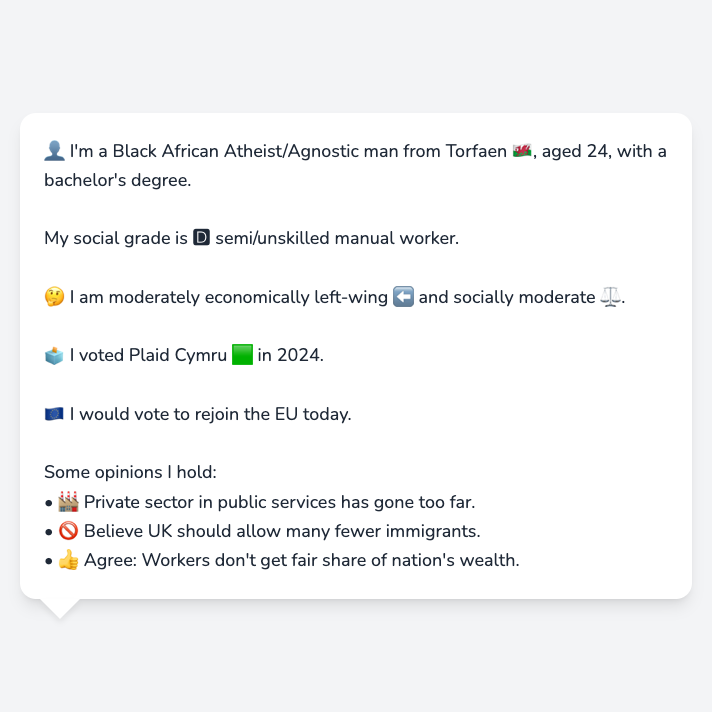 👤 I'm a Black African Atheist/Agnostic man from Torfaen 🏴󠁧󠁢󠁷󠁬󠁳󠁿, aged 24, with a
bachelor's degree.
My social grade is 🅳 semi/unskilled manual worker.
🤔 I am moderately economically left-wing ⬅️ and socially moderate ⚖️.
🗳️ I voted Plaid Cymru 🟩 in 2024.
🇪🇺 I would vote to rejoin the EU today.
Some opinions I hold:
• 🏭 Private sector in public services has gone too far.
• 🚫 Believe UK should allow many fewer immigrants.
• 👍 Agree: Workers don't get fair share of nation's wealth.